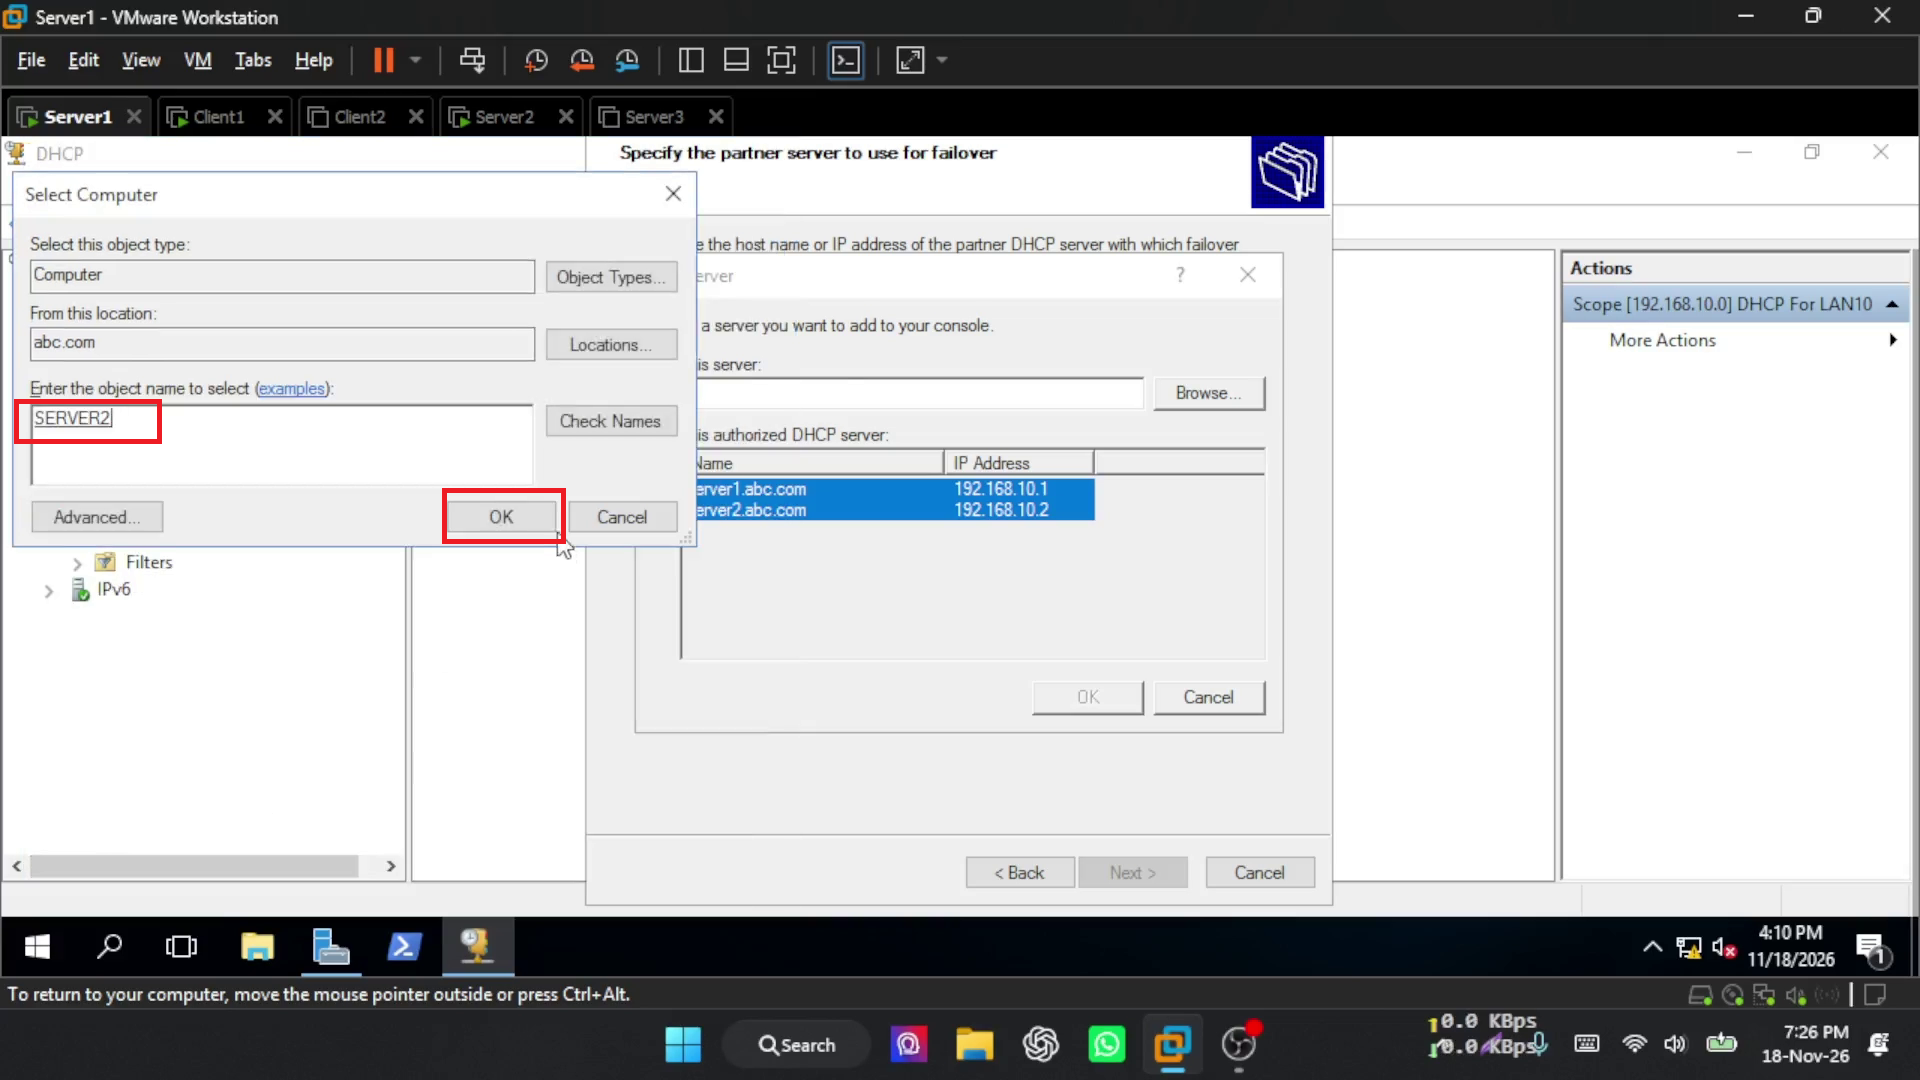 Server1 - VMware Workstation
File Edit View VM Tabs Help
Server1 Client1 Client2 Server2 Server3
DHCP
Specify the partner server to use for failover
Select Computer
e the host name or IP address of the partner DHCP server with which failover
Select this object type:
Computer
Object Types...
From this location:
abc.com
Locations...
Enter the object name to select (examples):
SERVER2
Check Names
Advanced...
OK
Cancel
erver
?
a server you want to add to your console.
is server:
Browse...
is authorized DHCP server:
Name IP Address
erver1.abc.com 192.168.10.1
erver2.abc.com 192.168.10.2
OK
Cancel
Filters
IPv6
Actions
Scope [192.168.10.0] DHCP For LAN10
More Actions
< Back
Next >
Cancel
4:10 PM
11/18/2026
1
To return to your computer, move the mouse pointer outside or press Ctrl+Alt.
Search
0.0 KBps
0.0 KBps
7:26 PM
18-Nov-26